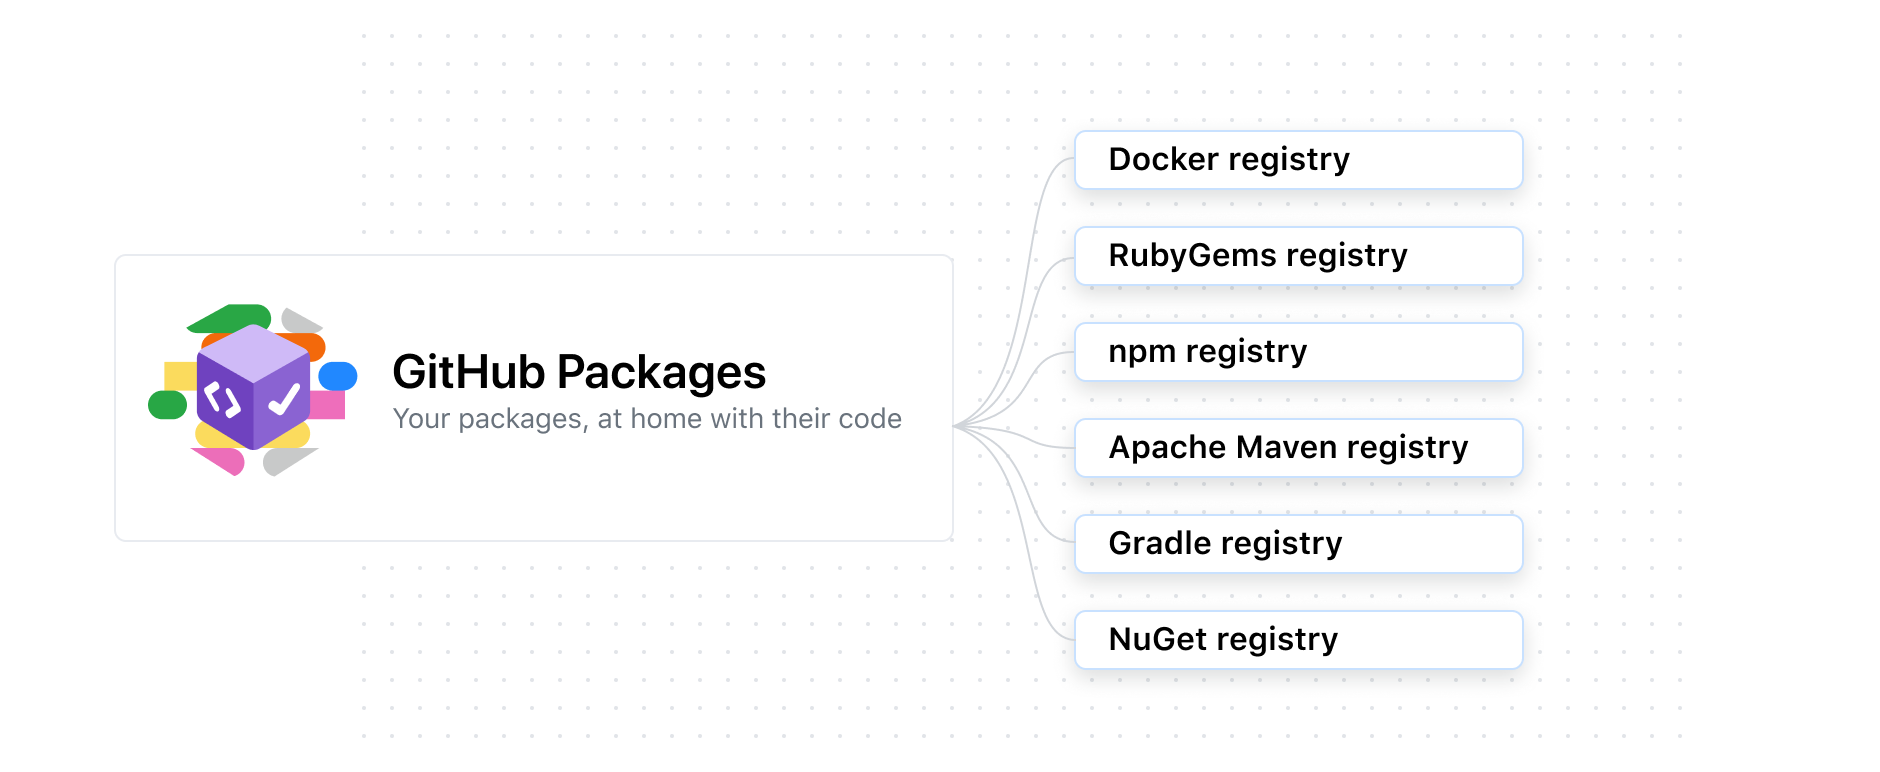 GitHub Packages
Your packages, at home with their code
Docker registry
RubyGems registry
npm registry
Apache Maven registry
Gradle registry
NuGet registry